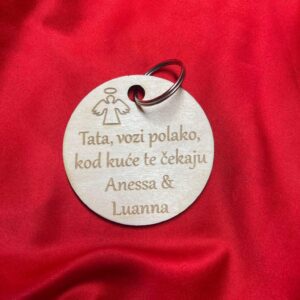 Tata, vozi polako,
kod kuće te čekaju
Anessa &
Luanna